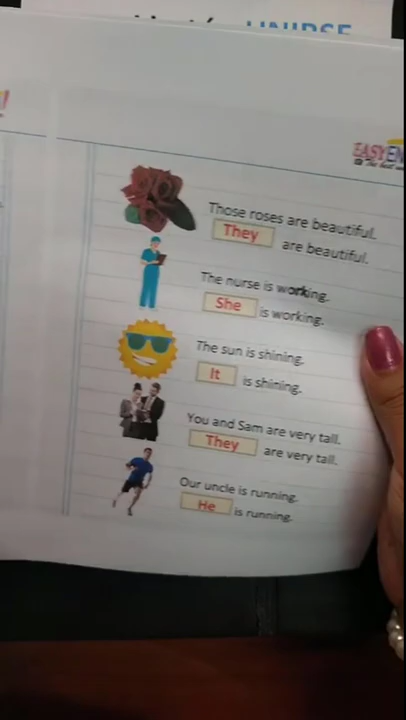 UNIRSE
EASYEN
Those roses are beautiful.
They are beautiful.
The nurse is working.
She is working.
The sun is shining.
It is shining.
You and Sam are very tall.
They are very tall.
Our uncle is running.
He is running.